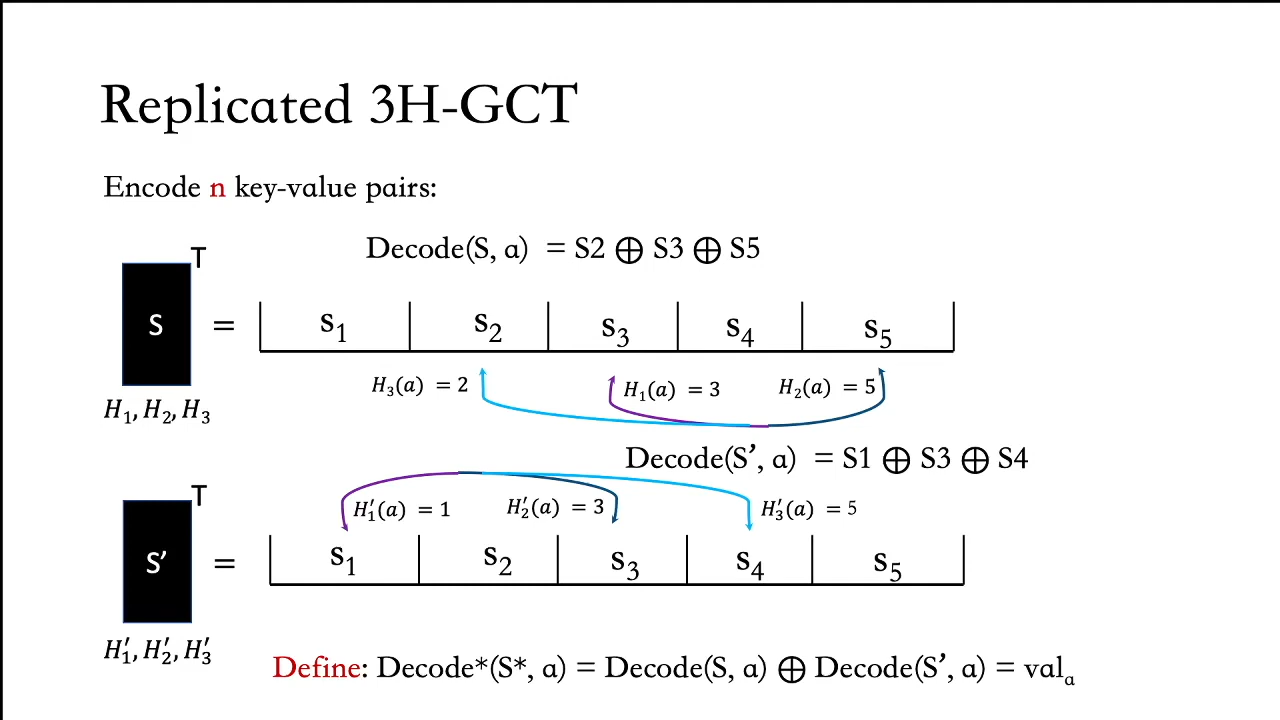 Replicated 3H-GCT
Encode n key-value pairs:
Decode(S, a) = S2 ⊕ S3 ⊕ S5
T
S = s₁ s₂ s₃ s₄ s₅
H₃(a) = 2 H₁(a) = 3 H₂(a) = 5
H₁, H₂, H₃
Decode(S’, a) = S1 ⊕ S3 ⊕ S4
T
H′₁(a) = 1 H′₂(a) = 3 H′₃(a) = 5
S’ = s₁ s₂ s₃ s₄ s₅
H′₁, H′₂, H′₃
Define: Decode*(S*, a) = Decode(S, a) ⊕ Decode(S’, a) = valₐ